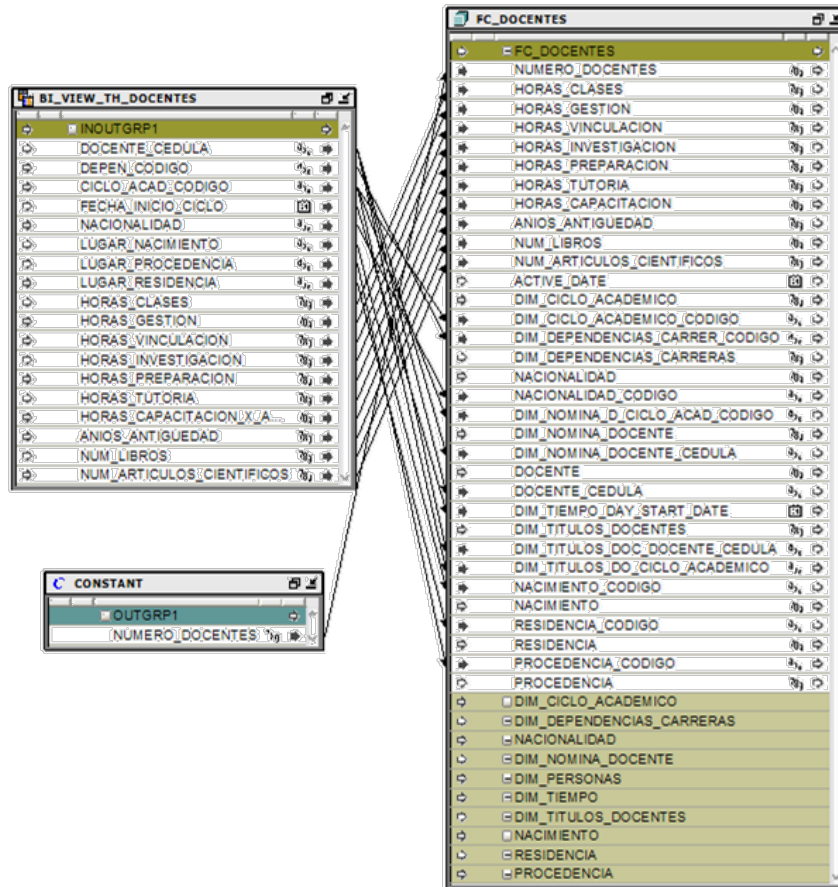 BI_VIEW_TH_DOCENTES
INOUTGRP1
DOCENTE_CEDULA
DEPEN_CODIGO
CICLO_ACAD_CODIGO
FECHA_INICIO_CICLO
NACIONALIDAD
LUGAR_NACIMIENTO
LUGAR_PROCEDENCIA
LUGAR_RESIDENCIA
HORAS_CLASES
HORAS_GESTION
HORAS_VINCULACION
HORAS_INVESTIGACION
HORAS_PREPARACION
HORAS_TUTORIA
HORAS_CAPACITACION_X_A...
ANIOS_ANTIGUEDAD
NUM_LIBROS
NUM_ARTICULOS_CIENTIFICOS
CONSTANT
OUTGRP1
NUMERO_DOCENTES
FC_DOCENTES
FC_DOCENTES
NUMERO_DOCENTES
HORAS_CLASES
HORAS_GESTION
HORAS_VINCULACION
HORAS_INVESTIGACION
HORAS_PREPARACION
HORAS_TUTORIA
HORAS_CAPACITACION
ANIOS_ANTIGUEDAD
NUM_LIBROS
NUM_ARTICULOS_CIENTIFICOS
ACTIVE_DATE
DIM_CICLO_ACADEMICO
DIM_CICLO_ACADEMICO_CODIGO
DIM_DEPENDENCIAS_CARRER_CODIGO
DIM_DEPENDENCIAS_CARRERAS
NACIONALIDAD
NACIONALIDAD_CODIGO
DIM_NOMINA_D_CICLO_ACAD_CODIGO
DIM_NOMINA_DOCENTE
DIM_NOMINA_DOCENTE_CEDULA
DOCENTE
DOCENTE_CEDULA
DIM_TIEMPO_DAY_START_DATE
DIM_TITULOS_DOCENTES
DIM_TITULOS_DOC_DOCENTE_CEDULA
DIM_TITULOS_DO_CICLO_ACADEMICO
NACIMIENTO_CODIGO
NACIMIENTO
RESIDENCIA_CODIGO
RESIDENCIA
PROCEDENCIA_CODIGO
PROCEDENCIA
DIM_CICLO_ACADEMICO
DIM_DEPENDENCIAS_CARRERAS
NACIONALIDAD
DIM_NOMINA_DOCENTE
DIM_PERSONAS
DIM_TIEMPO
DIM_TITULOS_DOCENTES
NACIMIENTO
RESIDENCIA
PROCEDENCIA